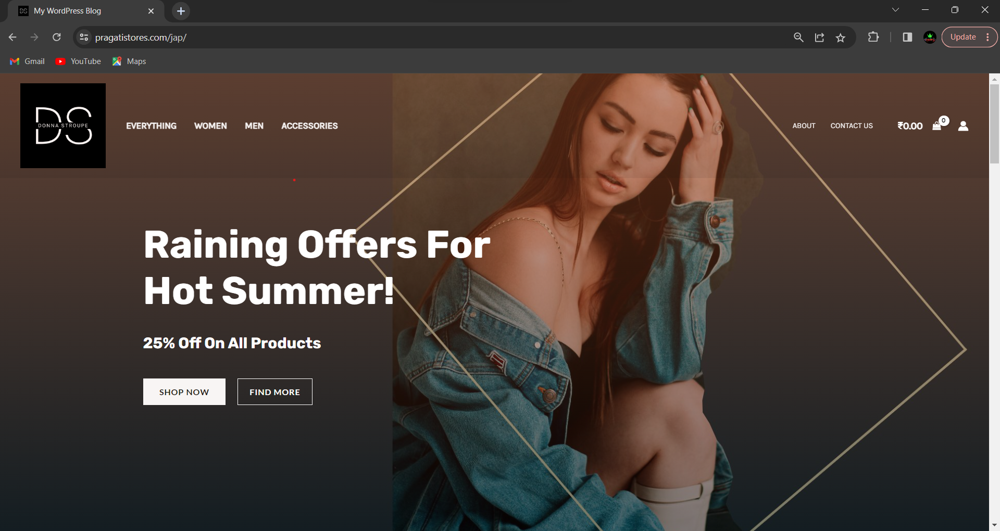 My WordPress Blog
pragatistores.com/jap/
Update
Gmail YouTube Maps
DS
DONNA STROUPE
EVERYTHING WOMEN MEN ACCESSORIES
ABOUT CONTACT US ₹0.00 0
Raining Offers For
Hot Summer!
25% Off On All Products
SHOP NOW FIND MORE